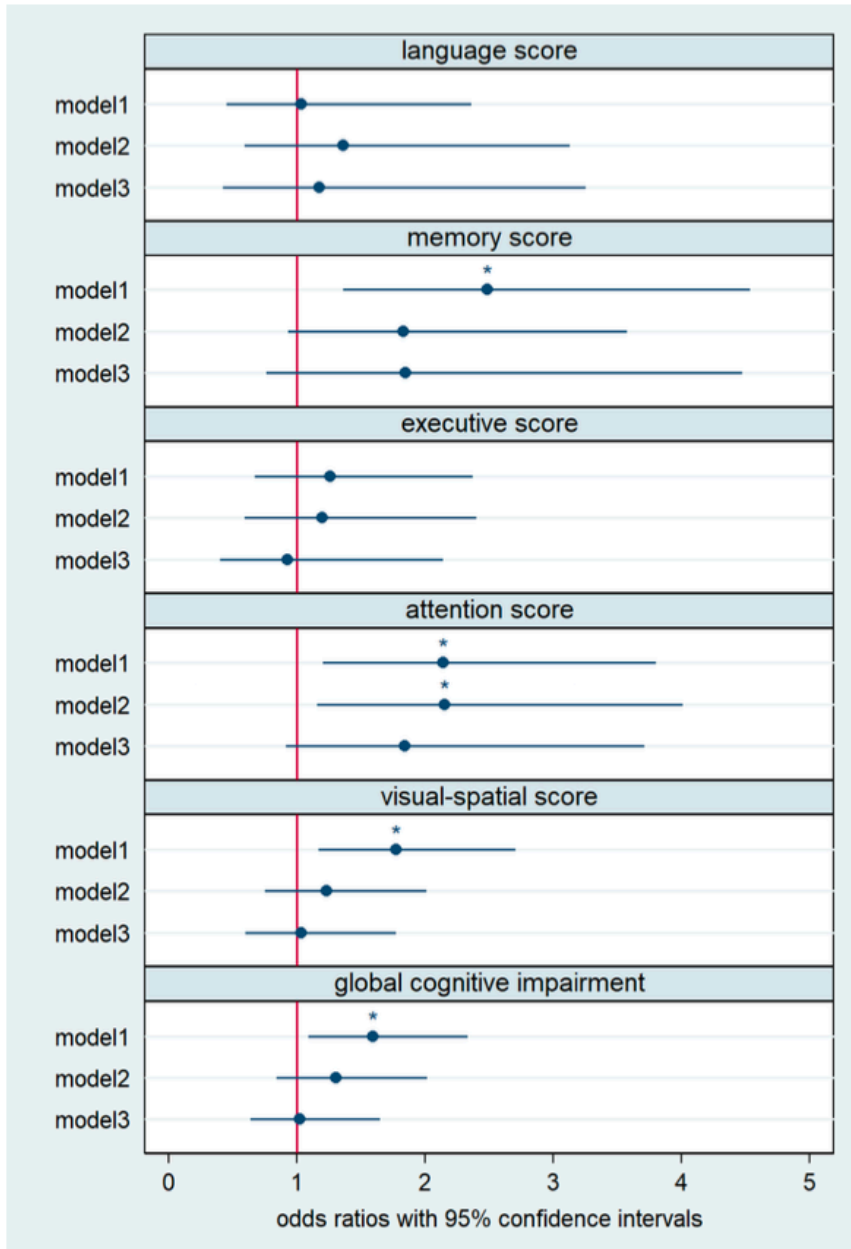 language score
model1
model2
model3
memory score
*
model1
model2
model3
executive score
model1
model2
model3
attention score
*
model1
*
model2
model3
visual-spatial score
*
model1
model2
model3
global cognitive impairment
*
model1
model2
model3
0 1 2 3 4 5
odds ratios with 95% confidence intervals